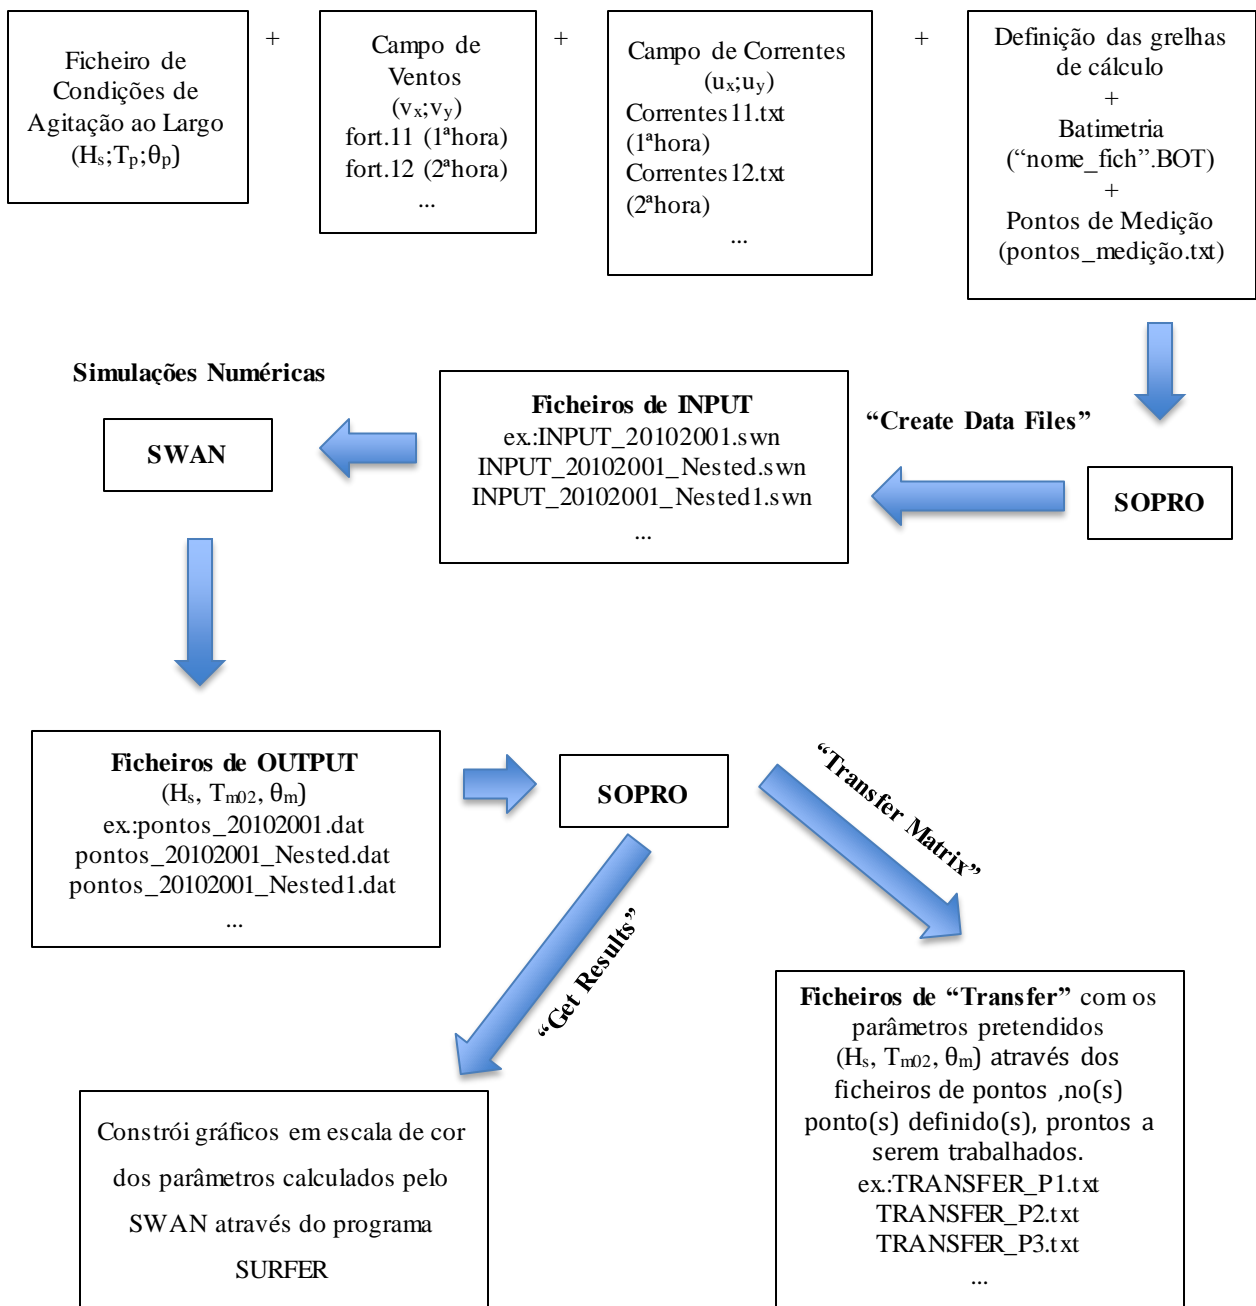 Ficheiro de
Condições de
Agitação ao Largo
(Hs;Tp;θp)
+
Campo de
Ventos
(vx;vy)
fort.11 (1ªhora)
fort.12 (2ªhora)
...
+
Campo de Correntes
(ux;uy)
Correntes11.txt
(1ªhora)
Correntes12.txt
(2ªhora)
...
+
Definição das grelhas
de cálculo
+
Batimetria
(“nome_fich”.BOT)
+
Pontos de Medição
(pontos_medição.txt)
Simulações Numéricas
SWAN
Ficheiros de INPUT
ex.:INPUT_20102001.swn
INPUT_20102001_Nested.swn
INPUT_20102001_Nested1.swn
...
“Create Data Files”
SOPRO
Ficheiros de OUTPUT
(Hs, Tm02, θm)
ex.:pontos_20102001.dat
pontos_20102001_Nested.dat
pontos_20102001_Nested1.dat
...
SOPRO
“Transfer Matrix”
“Get Results”
Constrói gráficos em escala de cor
dos parâmetros calculados pelo
SWAN através do programa
SURFER
Ficheiros de “Transfer” com os
parâmetros pretendidos
(Hs, Tm02, θm) através dos
ficheiros de pontos ,no(s)
ponto(s) definido(s), prontos a
serem trabalhados.
ex.:TRANSFER_P1.txt
TRANSFER_P2.txt
TRANSFER_P3.txt
...